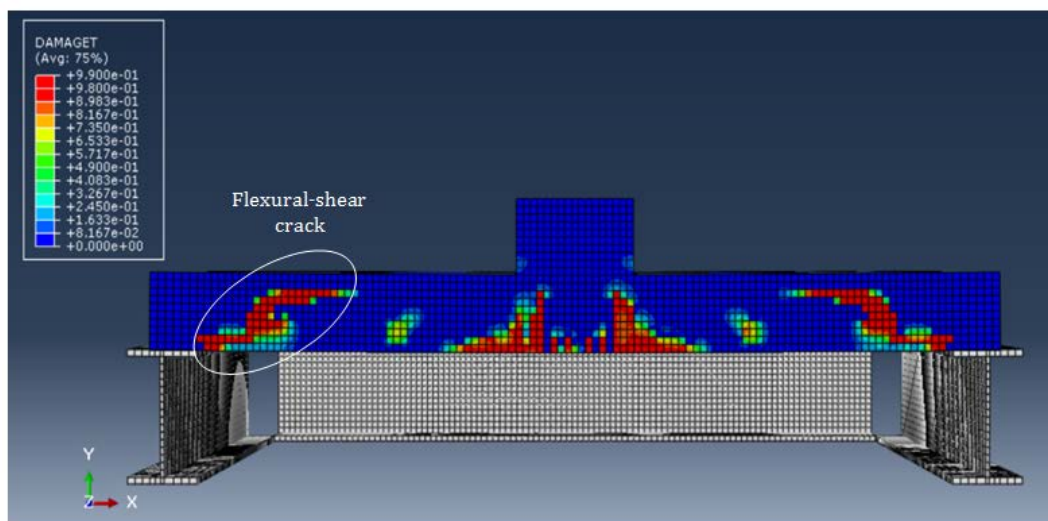 DAMAGET
(Avg: 75%)
+9.900e-01
+9.800e-01
+8.983e-01
+8.167e-01
+7.350e-01
+6.533e-01
+5.717e-01
+4.900e-01
+4.083e-01
+3.267e-01
+2.450e-01
+1.633e-01
+8.167e-02
+0.000e+00
Flexural-shear
crack
Y
Z X